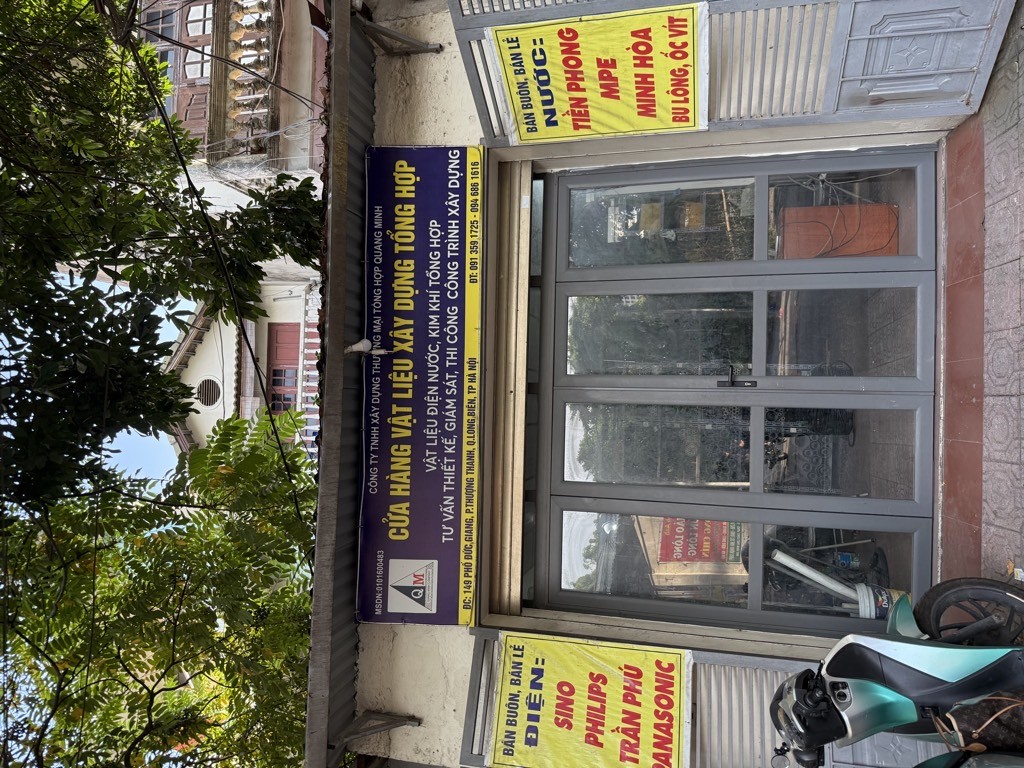 CÔNG TY TNHH XÂY DỰNG THƯƠNG MẠI TỔNG HỢP QUANG MINH
MSDN:0101600483
QM
CỬA HÀNG VẬT LIỆU XÂY DỰNG TỔNG HỢP
VẬT LIỆU ĐIỆN NƯỚC, KIM KHÍ TỔNG HỢP
TƯ VẤN THIẾT KẾ, GIÁM SÁT, THI CÔNG CÔNG TRÌNH XÂY DỰNG
ĐC: 149 PHỐ ĐỨC GIANG, P.THƯỢNG THANH, Q.LONG BIÊN, TP HÀ NỘI ĐT: 091 359 1725 - 094 686 1616
BÁN BUÔN, BÁN LẺ
ĐIỆN:
SINO
PHILIPS
TRẦN PHÚ
PANASONIC
BÁN BUÔN, BÁN LẺ
NƯỚC:
TIỀN PHONG
MPE
MINH HÒA
BU LÔNG, ỐC VÍT